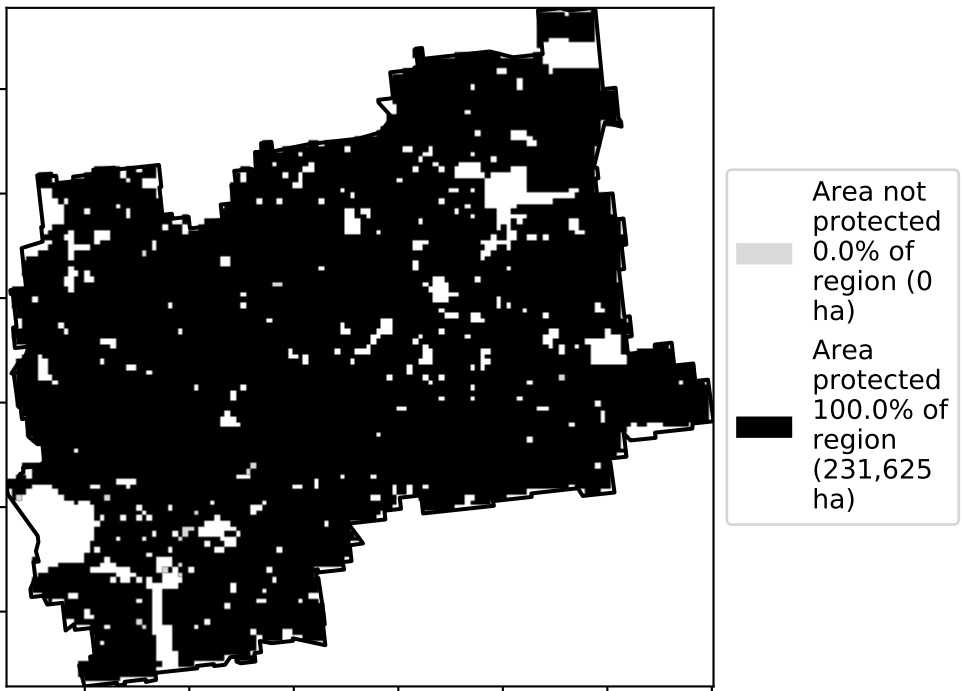 Area not
protected
0.0% of
region (0
ha)
Area
protected
100.0% of
region
(231,625
ha)